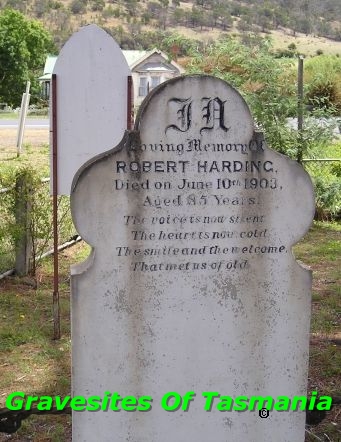 IN
Loving Memory Of
ROBERT HARDING,
Died on June 10th 1903,
Aged 85 Years.
The voice is now silent
The heart is now cold
The smile and the welcome
That met us of old
Gravesites Of Tasmania
©